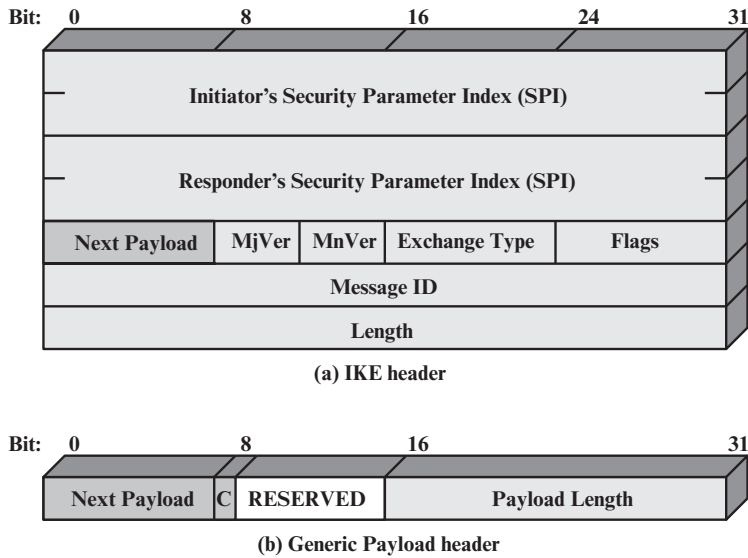 Bit: 0 8 16 24 31
Initiator's Security Parameter Index (SPI)
Responder's Security Parameter Index (SPI)
Next Payload MjVer MnVer Exchange Type Flags
Message ID
Length
(a) IKE header
Bit: 0 8 16 31
Next Payload C RESERVED Payload Length
(b) Generic Payload header